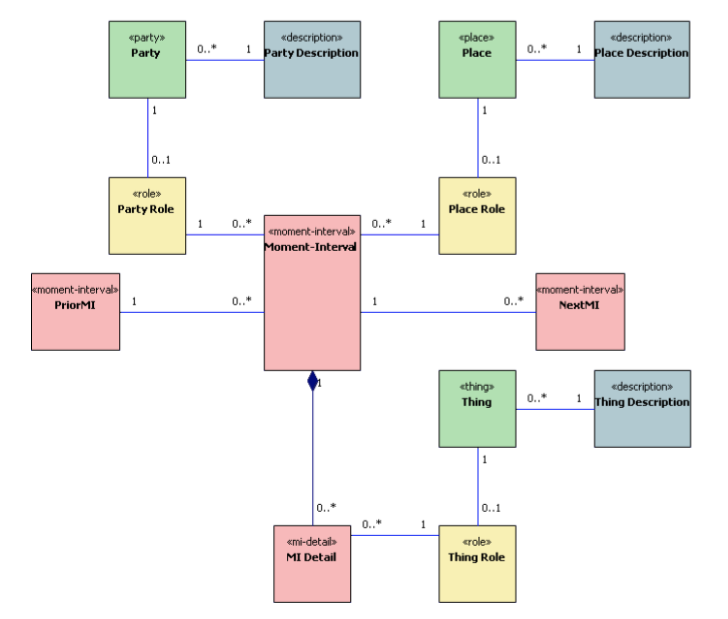 «party»
Party
0..*
1
«description»
Party Description
«place»
Place
0..*
1
«description»
Place Description
1
0..1
1
0..1
«role»
Party Role
1
0..*
«moment-interval»
Moment-Interval
0..*
1
«role»
Place Role
«moment-interval»
PriorMI
1
0..*
1
0..*
«moment-interval»
NextMI
1
«thing»
Thing
0..*
1
«description»
Thing Description
1
0..1
0..*
«mi-detail»
MI Detail
0..*
1
«role»
Thing Role